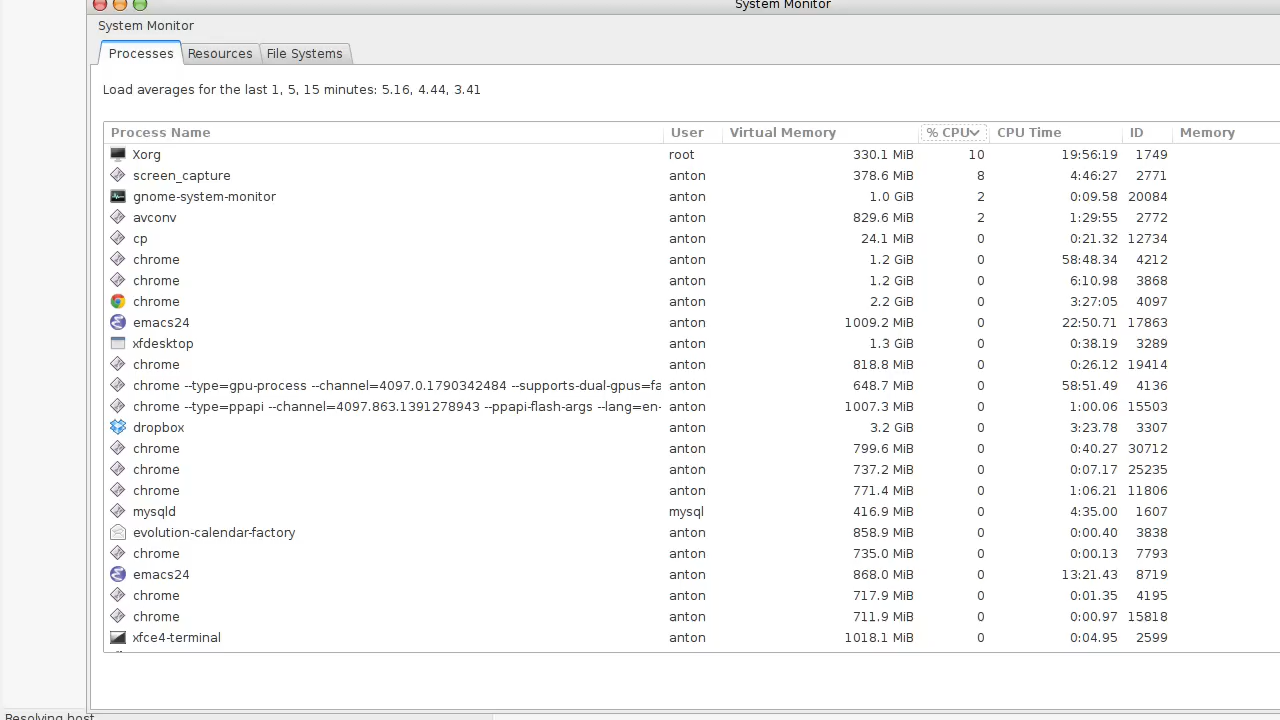 System Monitor
System Monitor
Processes Resources File Systems
Load averages for the last 1, 5, 15 minutes: 5.16, 4.44, 3.41
Process Name User Virtual Memory % CPU CPU Time ID Memory
Xorg root 330.1 MiB 10 19:56:19 1749
screen_capture anton 378.6 MiB 8 4:46:27 2771
gnome-system-monitor anton 1.0 GiB 2 0:09.58 20084
avconv anton 829.6 MiB 2 1:29:55 2772
cp anton 24.1 MiB 0 0:21.32 12734
chrome anton 1.2 GiB 0 58:48.34 4212
chrome anton 1.2 GiB 0 6:10.98 3868
chrome anton 2.2 GiB 0 3:27:05 4097
emacs24 anton 1009.2 MiB 0 22:50.71 17863
xfdesktop anton 1.3 GiB 0 0:38.19 3289
chrome anton 818.8 MiB 0 0:26.12 19414
chrome --type=gpu-process --channel=4097.0.1790342484 --supports-dual-gpus=fa anton 648.7 MiB 0 58:51.49 4136
chrome --type=ppapi --channel=4097.863.1391278943 --ppapi-flash-args --lang=en- anton 1007.3 MiB 0 1:00.06 15503
dropbox anton 3.2 GiB 0 3:23.78 3307
chrome anton 799.6 MiB 0 0:40.27 30712
chrome anton 737.2 MiB 0 0:07.17 25235
chrome anton 771.4 MiB 0 1:06.21 11806
mysqld mysql 416.9 MiB 0 4:35.00 1607
evolution-calendar-factory anton 858.9 MiB 0 0:00.40 3838
chrome anton 735.0 MiB 0 0:00.13 7793
emacs24 anton 868.0 MiB 0 13:21.43 8719
chrome anton 717.9 MiB 0 0:01.35 4195
chrome anton 711.9 MiB 0 0:00.97 15818
xfce4-terminal anton 1018.1 MiB 0 0:04.95 2599
Resolving host